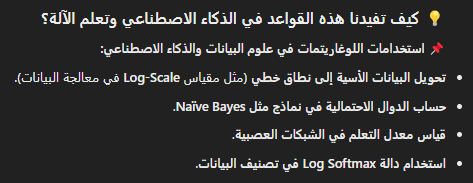 💡 كيف تفيدنا هذه القواعد في الذكاء الاصطناعي وتعلم الآلة؟
📌 استخدامات اللوغاريتمات في علوم البيانات والذكاء الاصطناعي:
• تحويل البيانات الأسية إلى نطاق خطي (مثل مقياس Log-Scale في معالجة البيانات).
• حساب الدوال الاحتمالية في نماذج مثل Naïve Bayes.
• قياس معدل التعلم في الشبكات العصبية.
• استخدام دالة Log Softmax في تصنيف البيانات.